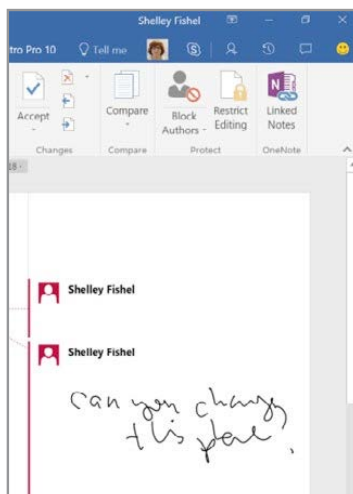 Shelley Fishel
tro Pro 10 Tell me
Accept Compare Block Authors Restrict Editing Linked Notes
Changes Compare Protect OneNote
18
Shelley Fishel
Shelley Fishel
can you change
this